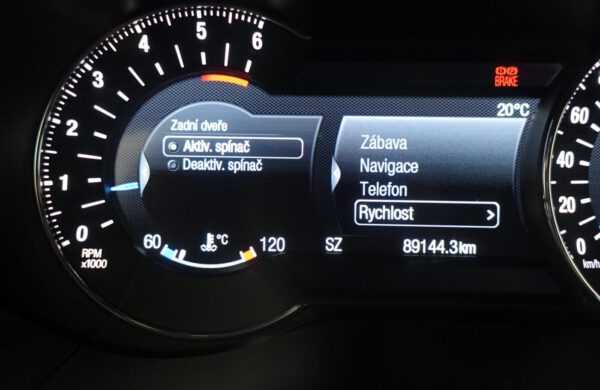 0
1
2
3
4
5
6
RPM
x1000
Zadní dveře
Aktiv. spínač
Deaktiv. spínač
60
°C
120
BRAKE
20°C
Zábava
Navigace
Telefon
Rychlost >
SZ
89144.3km
0
20
40
60
km/h